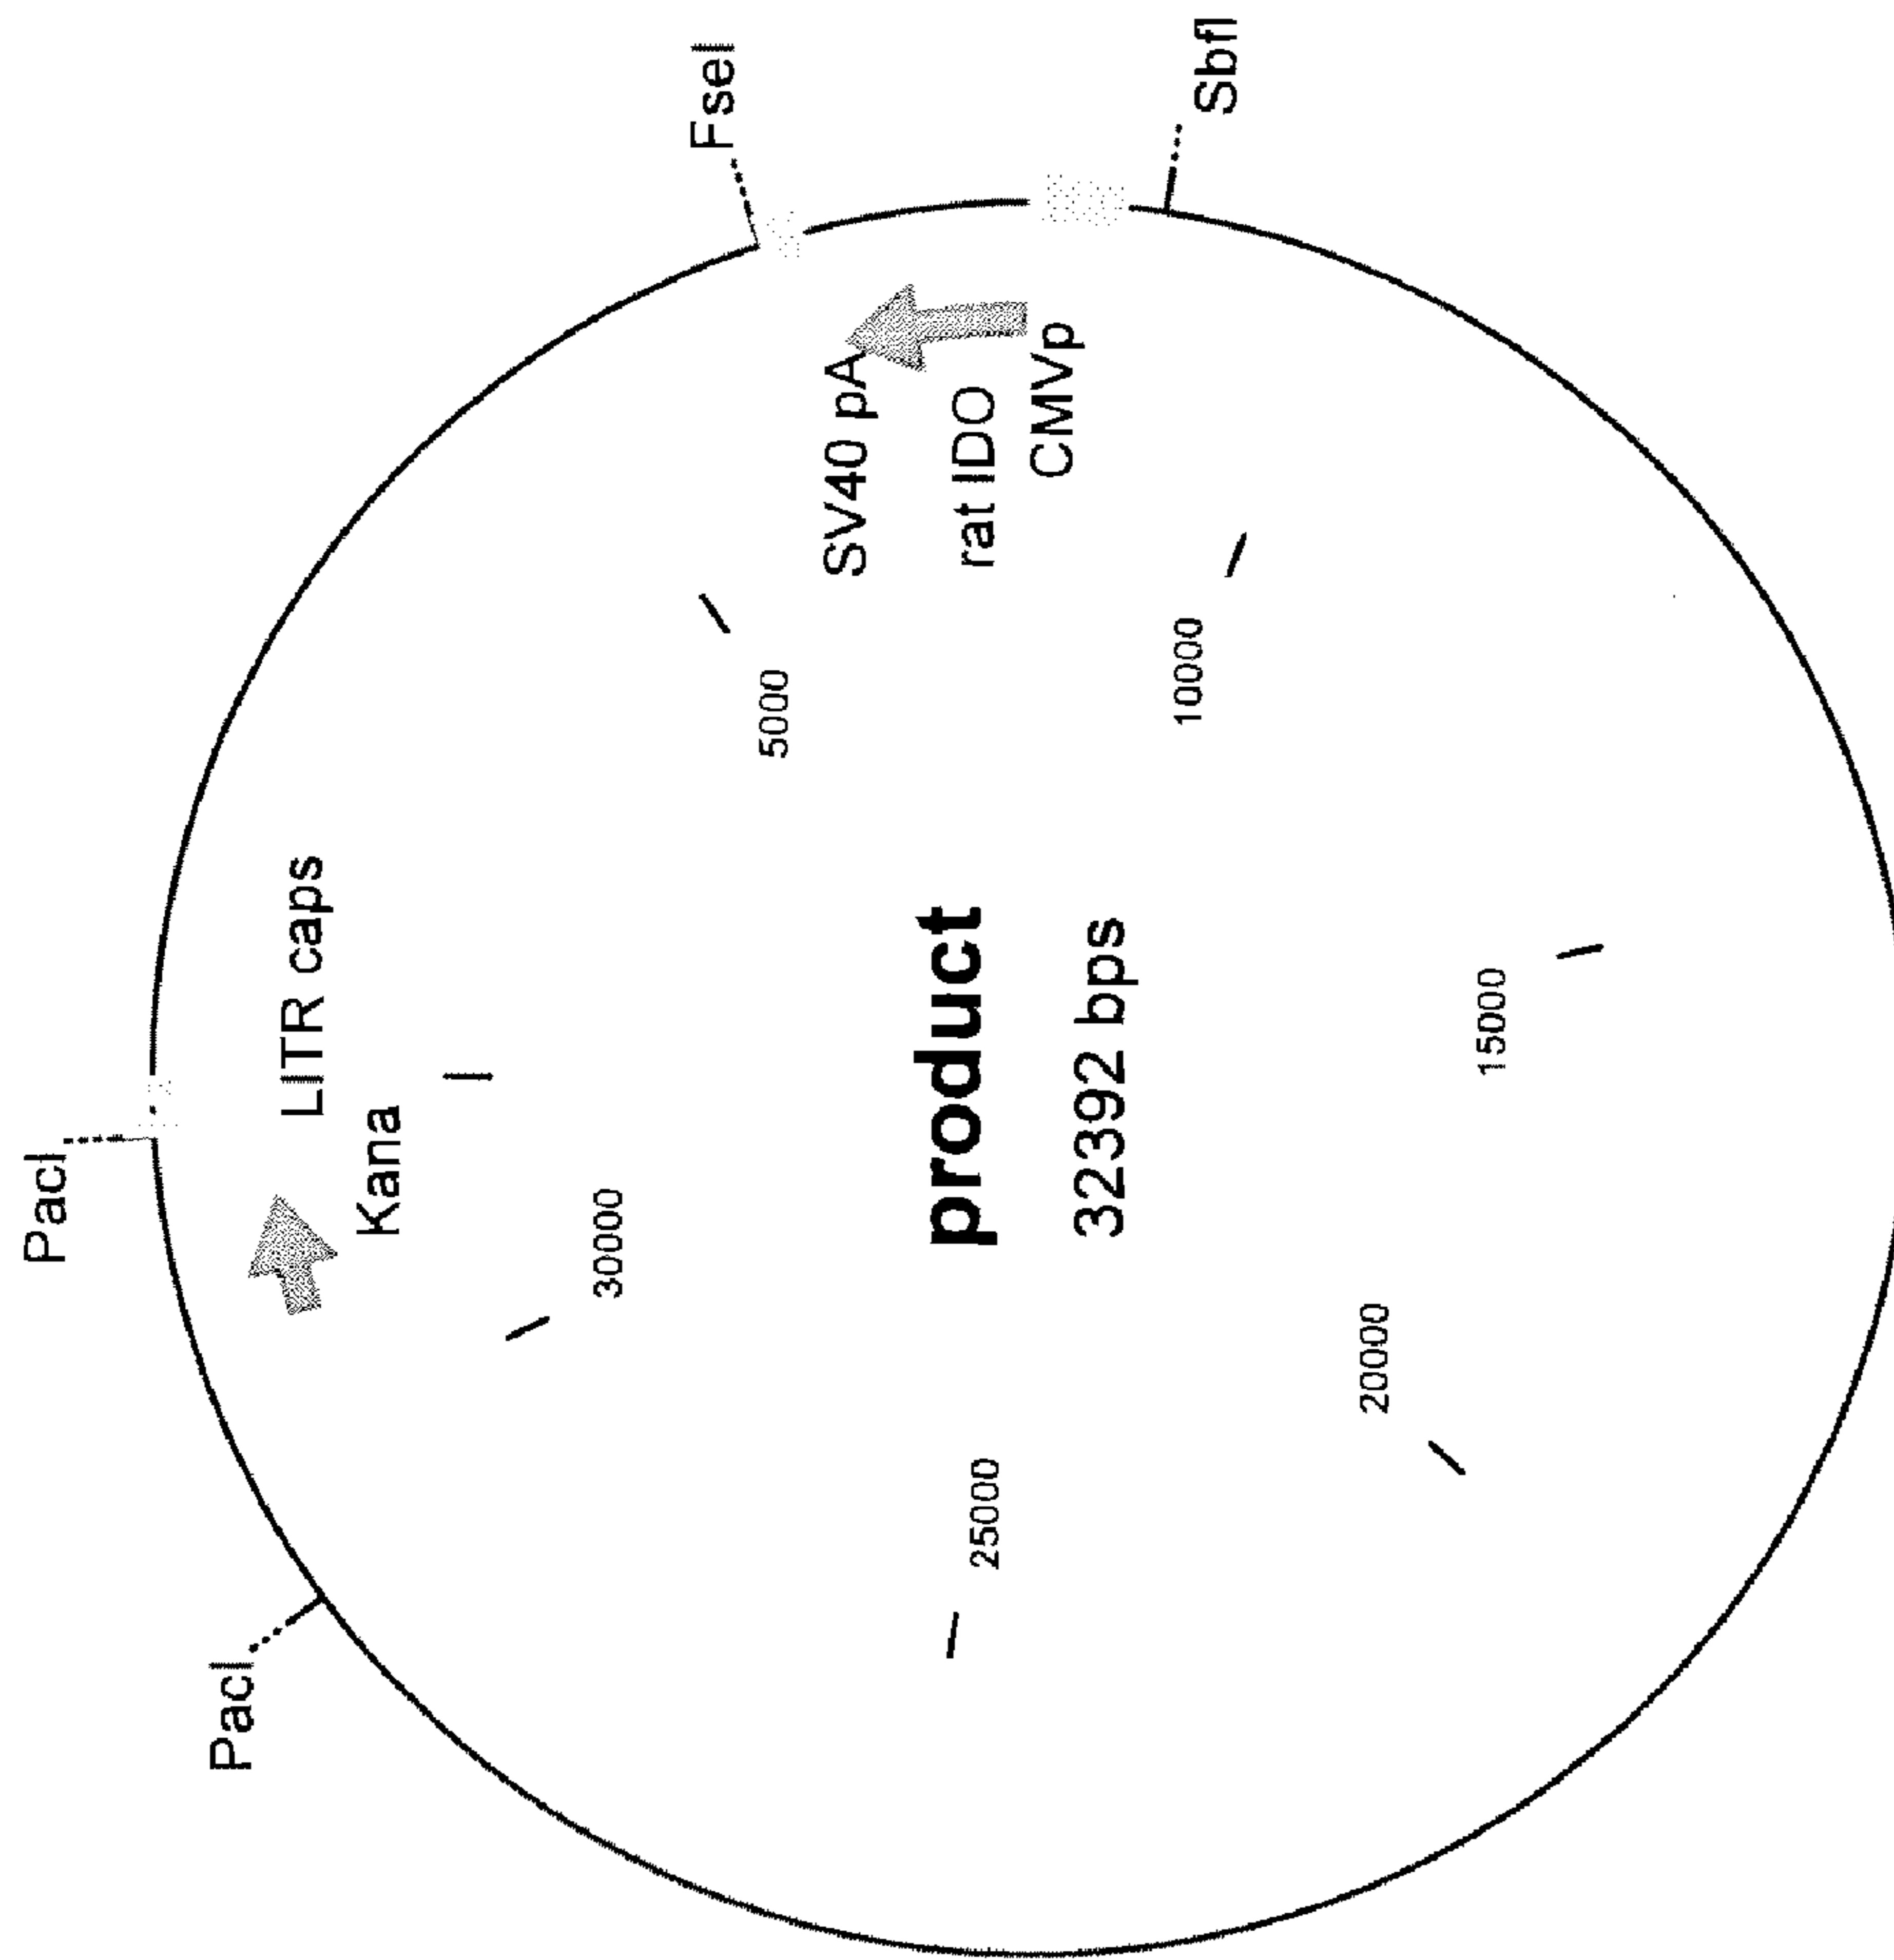 PacI
LITR caps
Kana
PacI
FseI
SV40 pA
rat IDO
CMVp
SbfI
5000
10000
15000
20000
25000
30000
product
32392 bps